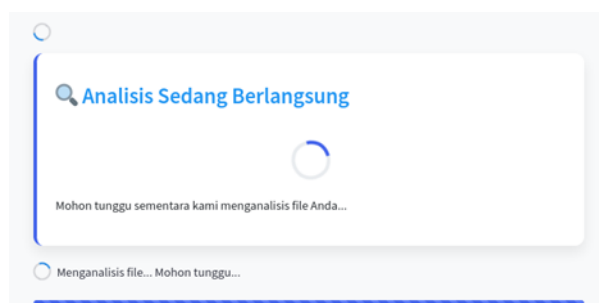 Analisis Sedang Berlangsung
Mohon tunggu sementara kami menganalisis file Anda...
Menganalisis file... Mohon tunggu...